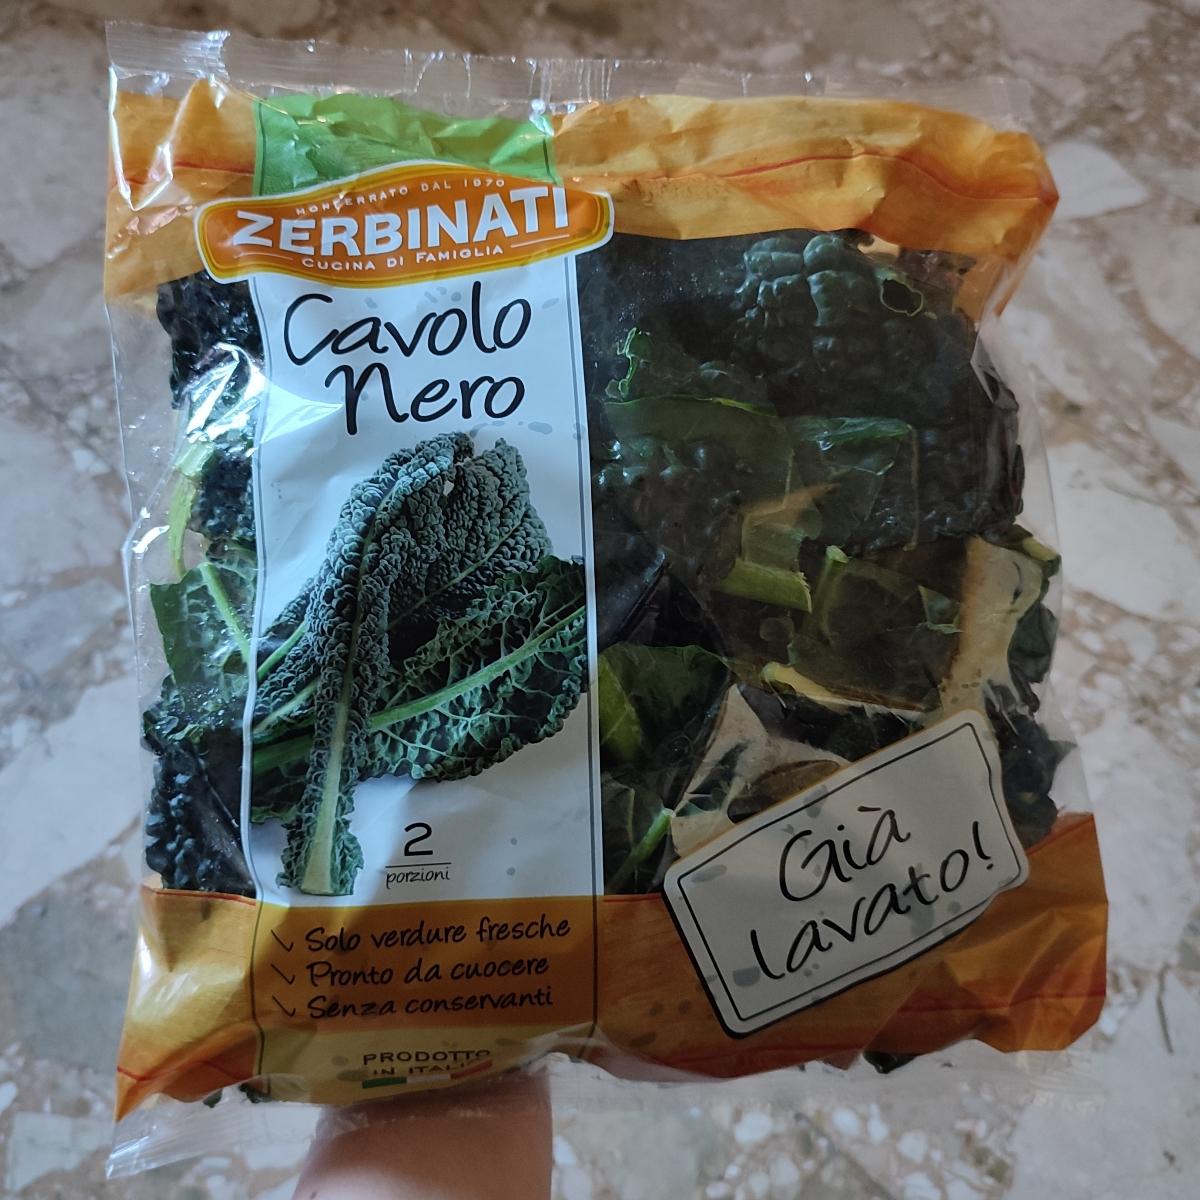 MONFERRATO DAL 1970
ZERBINATI
CUCINA DI FAMIGLIA
Cavolo
Nero
2
porzioni
Già
lavato!
Solo verdure fresche
Pronto da cuocere
Senza conservanti
PRODOTTO
IN ITALIA